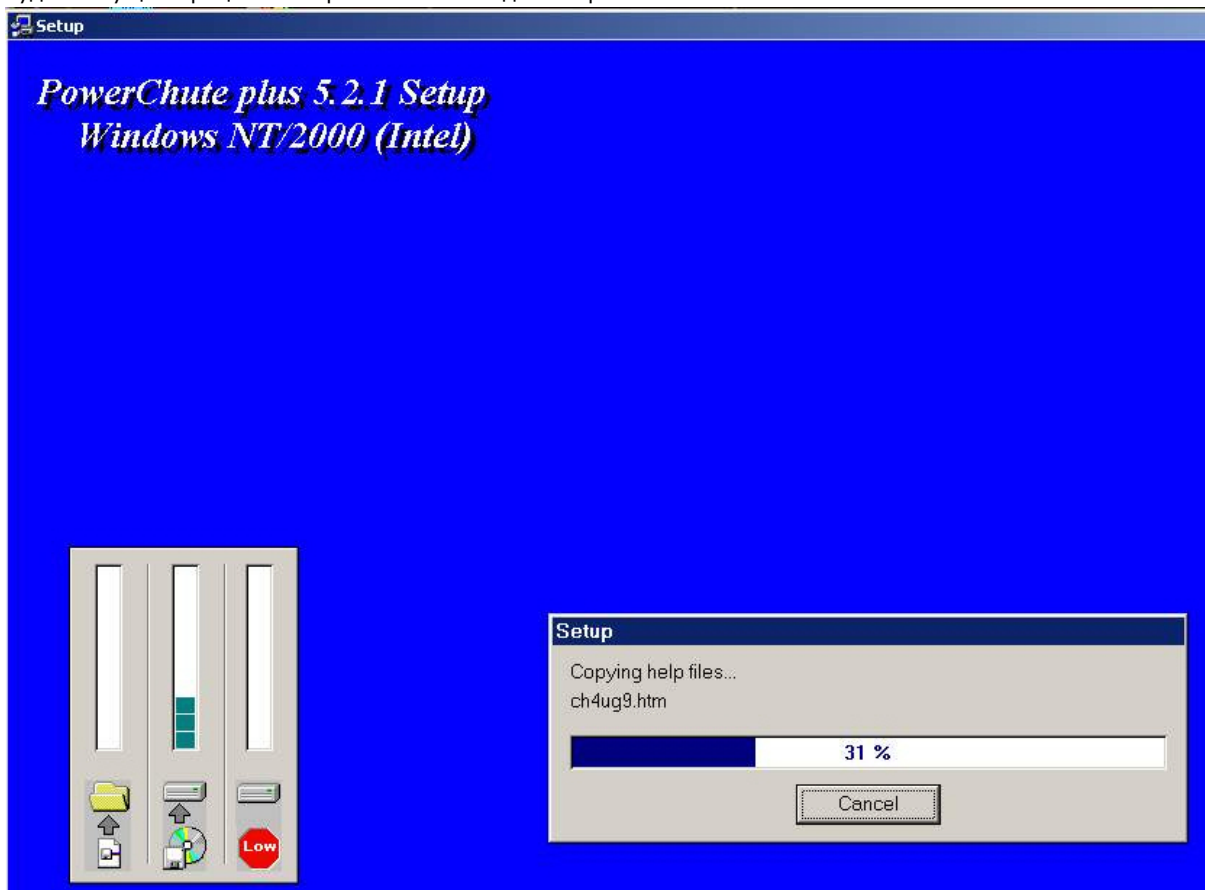 Setup
PowerChute plus 5.2.1 Setup
Windows NT/2000 (Intel)
Low
Setup
Copying help files...
ch4ug9.htm
31 %
Cancel